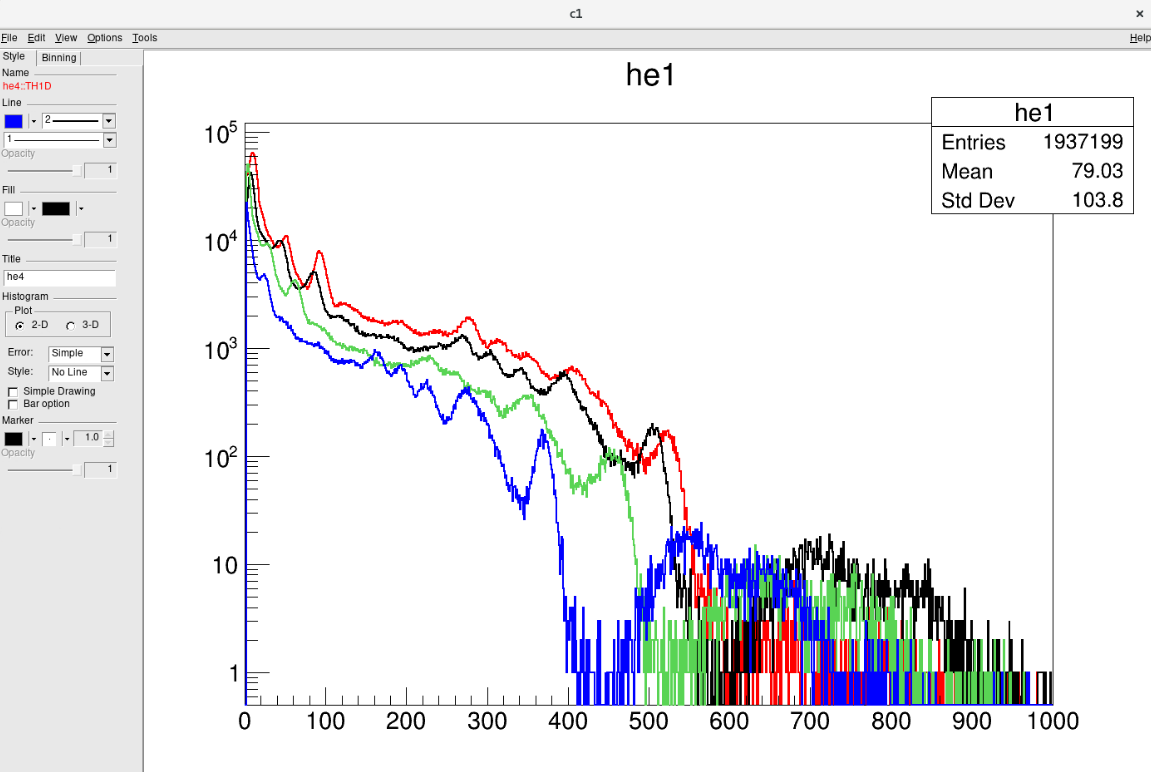 c1 ×
File Edit View Options Tools Help
Style Binning
Name
he4::TH1D
Line
2
1
Opacity
1
Fill
Opacity
1
Title
he4
Histogram
Plot
2-D 3-D
Error: Simple
Style: No Line
Simple Drawing
Bar option
Marker
1.0
Opacity
1
he1
he1
Entries 1937199
Mean 79.03
Std Dev 103.8
10^5
10^4
10^3
10^2
10
1
0 100 200 300 400 500 600 700 800 900 1000